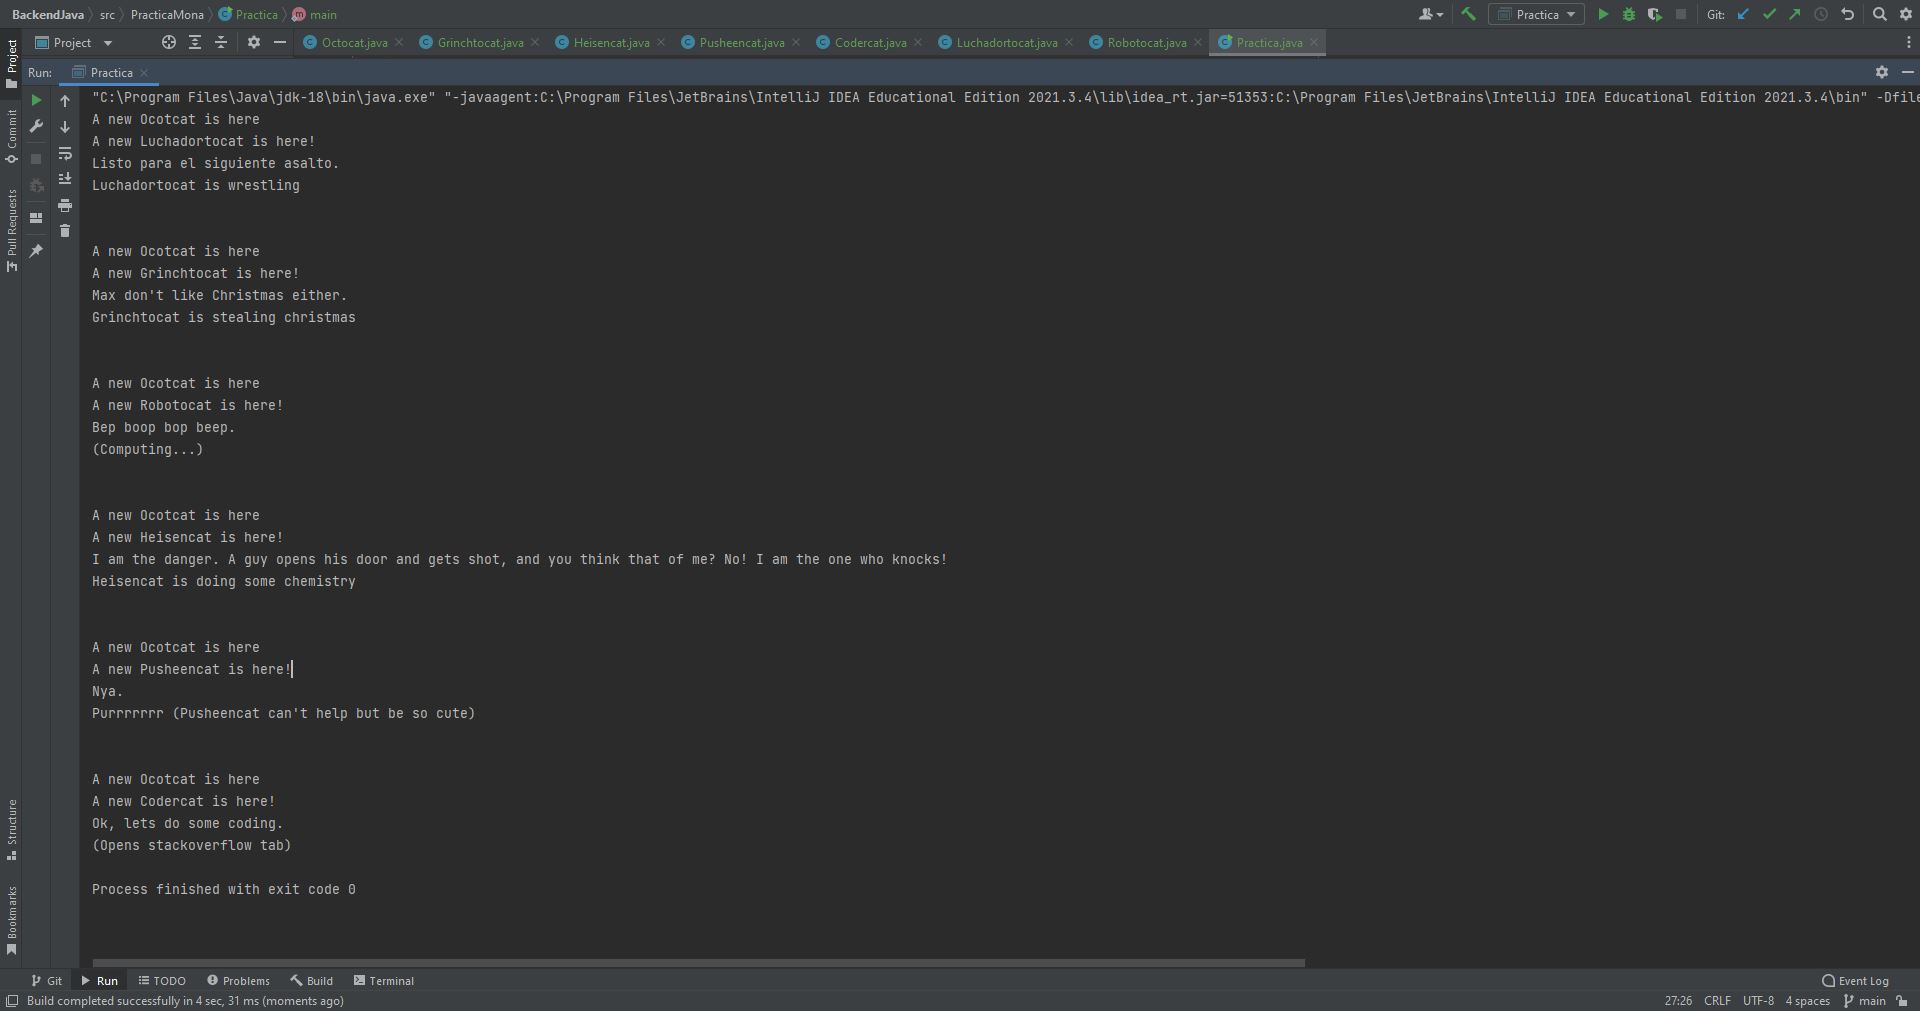 BackendJava src PracticaMona Practica main Practica Git:
Project Octocat.java Grinchtocat.java Heisencat.java Pusheencat.java Codercat.java Luchadortocat.java Robotocat.java Practica.java
Run: Practica
Project
Commit
Pull Requests
"C:\Program Files\Java\jdk-18\bin\java.exe" "-javaagent:C:\Program Files\JetBrains\IntelliJ IDEA Educational Edition 2021.3.4\lib\idea_rt.jar=51353:C:\Program Files\JetBrains\IntelliJ IDEA Educational Edition 2021.3.4\bin" -Dfile
A new Ocotcat is here
A new Luchadortocat is here!
Listo para el siguiente asalto.
Luchadortocat is wrestling
A new Ocotcat is here
A new Grinchtocat is here!
Max don't like Christmas either.
Grinchtocat is stealing christmas
A new Ocotcat is here
A new Robotocat is here!
Bep boop bop beep.
(Computing...)
A new Ocotcat is here
A new Heisencat is here!
I am the danger. A guy opens his door and gets shot, and you think that of me? No! I am the one who knocks!
Heisencat is doing some chemistry
A new Ocotcat is here
A new Pusheencat is here!
Nya.
Purrrrrrr (Pusheencat can't help but be so cute)
A new Ocotcat is here
A new Codercat is here!
Ok, lets do some coding.
(Opens stackoverflow tab)
Process finished with exit code 0
Structure
Bookmarks
Git Run TODO Problems Build Terminal Event Log
Build completed successfully in 4 sec, 31 ms (moments ago) 27:26 CRLF UTF-8 4 spaces main